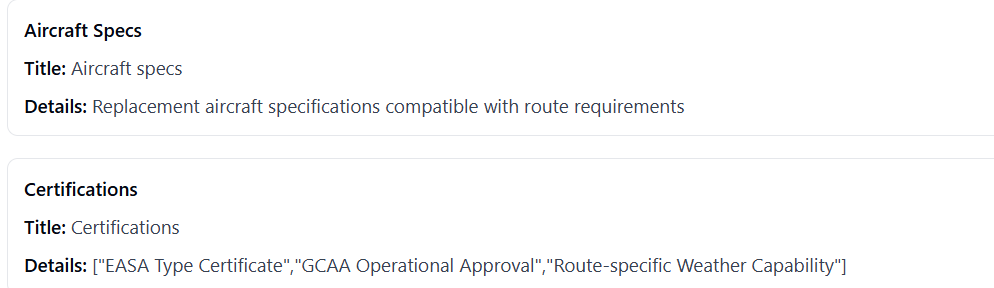 Aircraft Specs
Title: Aircraft specs
Details: Replacement aircraft specifications compatible with route requirements
Certifications
Title: Certifications
Details: ["EASA Type Certificate","GCAA Operational Approval","Route-specific Weather Capability"]